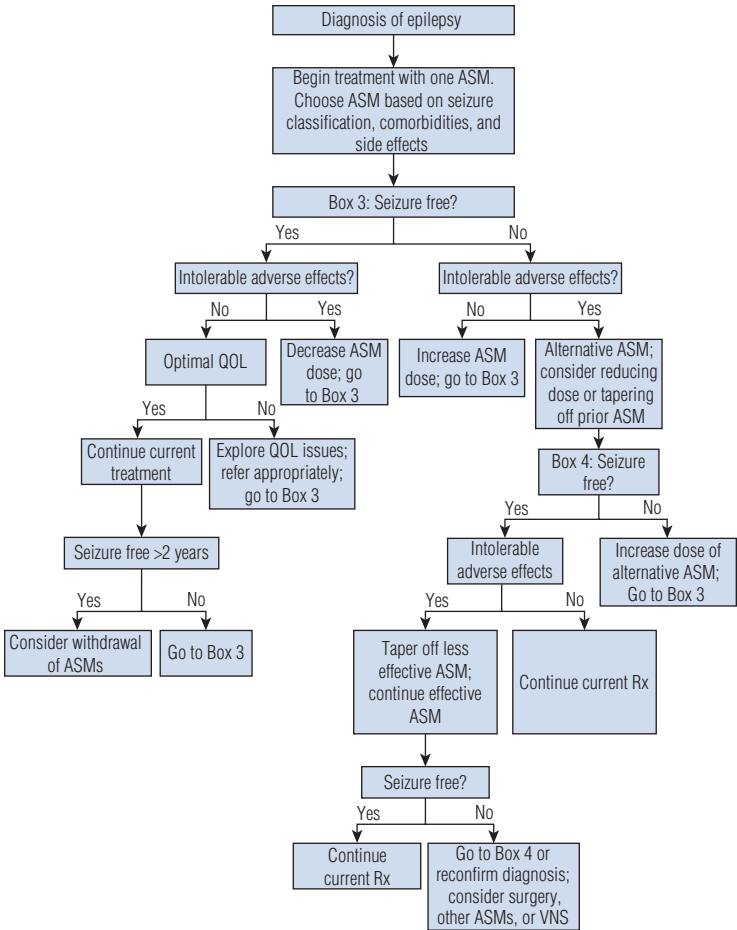 Diagnosis of epilepsy
Begin treatment with one ASM.
Choose ASM based on seizure
classification, comorbidities, and
side effects
Box 3: Seizure free?
Yes
No
Intolerable adverse effects?
Intolerable adverse effects?
No
Yes
No
Yes
Optimal QOL
Decrease ASM
dose; go
to Box 3
Increase ASM
dose; go to Box 3
Alternative ASM;
consider reducing
dose or tapering
off prior ASM
Yes
No
Continue current
treatment
Explore QOL issues;
refer appropriately;
go to Box 3
Box 4: Seizure
free?
Yes
No
Seizure free >2 years
Intolerable
adverse effects
Increase dose of
alternative ASM;
Go to Box 3
Yes
No
Yes
No
Consider withdrawal
of ASMs
Go to Box 3
Taper off less
effective ASM;
continue effective
ASM
Continue current Rx
Seizure free?
Yes
No
Continue
current Rx
Go to Box 4 or
reconfirm diagnosis;
consider surgery,
other ASMs, or VNS